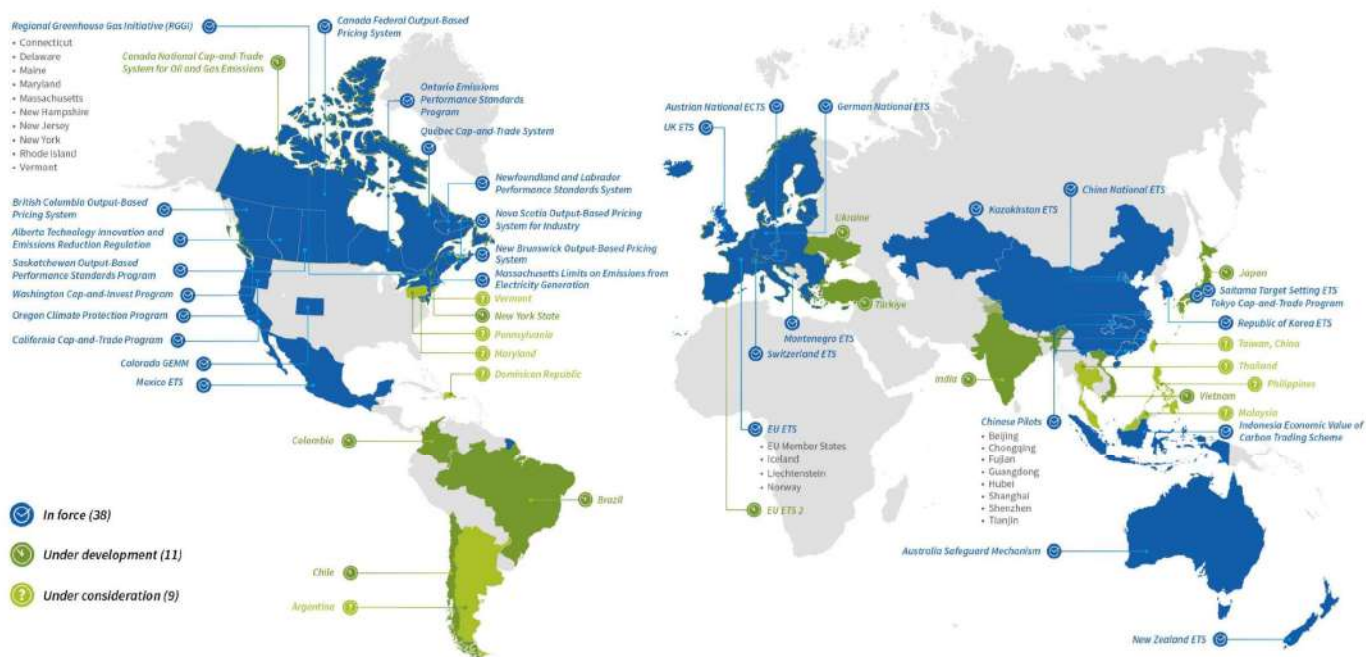 Regional Greenhouse Gas Initiative (RGGI)
• Connecticut
• Delaware
• Maine
• Maryland
• Massachusetts
• New Hampshire
• New Jersey
• New York
• Rhode Island
• Vermont
Canada National Cap-and-Trade
System for Oil and Gas Emissions
Canada Federal Output-Based
Pricing System
Ontario Emissions
Performance Standards
Program
Québec Cap-and-Trade System
Newfoundland and Labrador
Performance Standards System
Nova Scotia Output-Based Pricing
System for Industry
New Brunswick Output-Based Pricing
System
Massachusetts Limits on Emissions from
Electricity Generation
Vermont
New York State
Pennsylvania
Maryland
Dominican Republic
British Columbia Output-Based
Pricing System
Alberta Technology Innovation and
Emissions Reduction Regulation
Saskatchewan Output-Based
Performance Standards Program
Washington Cap-and-Invest Program
Oregon Climate Protection Program
California Cap-and-Trade Program
Colorado GEMM
Mexico ETS
Colombia
Brazil
Chile
Argentina
In force (38)
Under development (11)
Under consideration (9)
Austrian National ECTS
German National ETS
UK ETS
Ukraine
Türkiye
Montenegro ETS
Switzerland ETS
EU ETS
• EU Member States
• Iceland
• Liechtenstein
• Norway
EU ETS 2
Kazakstan ETS
China National ETS
Japan
Saitama Target Setting ETS
Tokyo Cap-and-Trade Program
Republic of Korea ETS
Taiwan, China
Thailand
Philippines
India
Vietnam
Malaysia
Indonesia Economic Value of
Carbon Trading Scheme
Chinese Pilots
• Beijing
• Chongqing
• Fujian
• Guangdong
• Hubei
• Shanghai
• Shenzhen
• Tianjin
Australia Safeguard Mechanism
New Zealand ETS